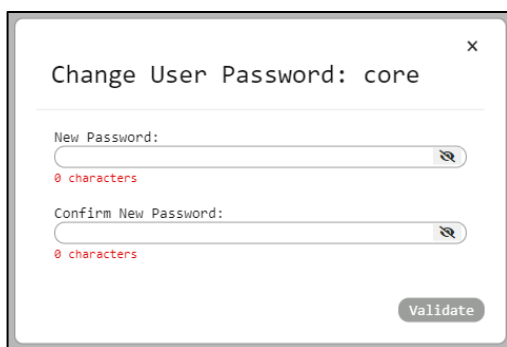 ×
Change User Password: core
New Password:
0 characters
Confirm New Password:
0 characters
Validate